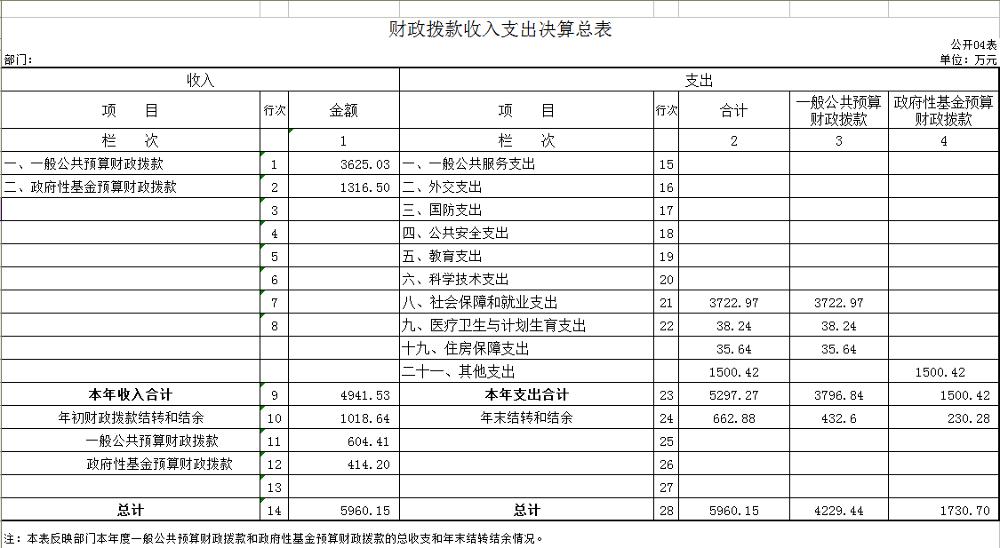 财政拨款收入支出决算总表
公开04表
部门：
单位：万元
收入 支出
项 目 行次 金额 项 目 行次 合计 一般公共预算财政拨款 政府性基金预算财政拨款
栏 次 1 栏 次 2 3 4
一、一般公共预算财政拨款 1 3625.03 一、一般公共服务支出 15
二、政府性基金预算财政拨款 2 1316.50 二、外交支出 16
3 三、国防支出 17
4 四、公共安全支出 18
5 五、教育支出 19
6 六、科学技术支出 20
7 八、社会保障和就业支出 21 3722.97 3722.97
8 九、医疗卫生与计划生育支出 22 38.24 38.24
十九、住房保障支出 35.64 35.64
二十一、其他支出 1500.42 1500.42
本年收入合计 9 4941.53 本年支出合计 23 5297.27 3796.84 1500.42
年初财政拨款结转和结余 10 1018.64 年末结转和结余 24 662.88 432.6 230.28
一般公共预算财政拨款 11 604.41 25
政府性基金预算财政拨款 12 414.20 26
13 27
总计 14 5960.15 总计 28 5960.15 4229.44 1730.70
注：本表反映部门本年度一般公共预算财政拨款和政府性基金预算财政拨款的总收支和年末结转结余情况。